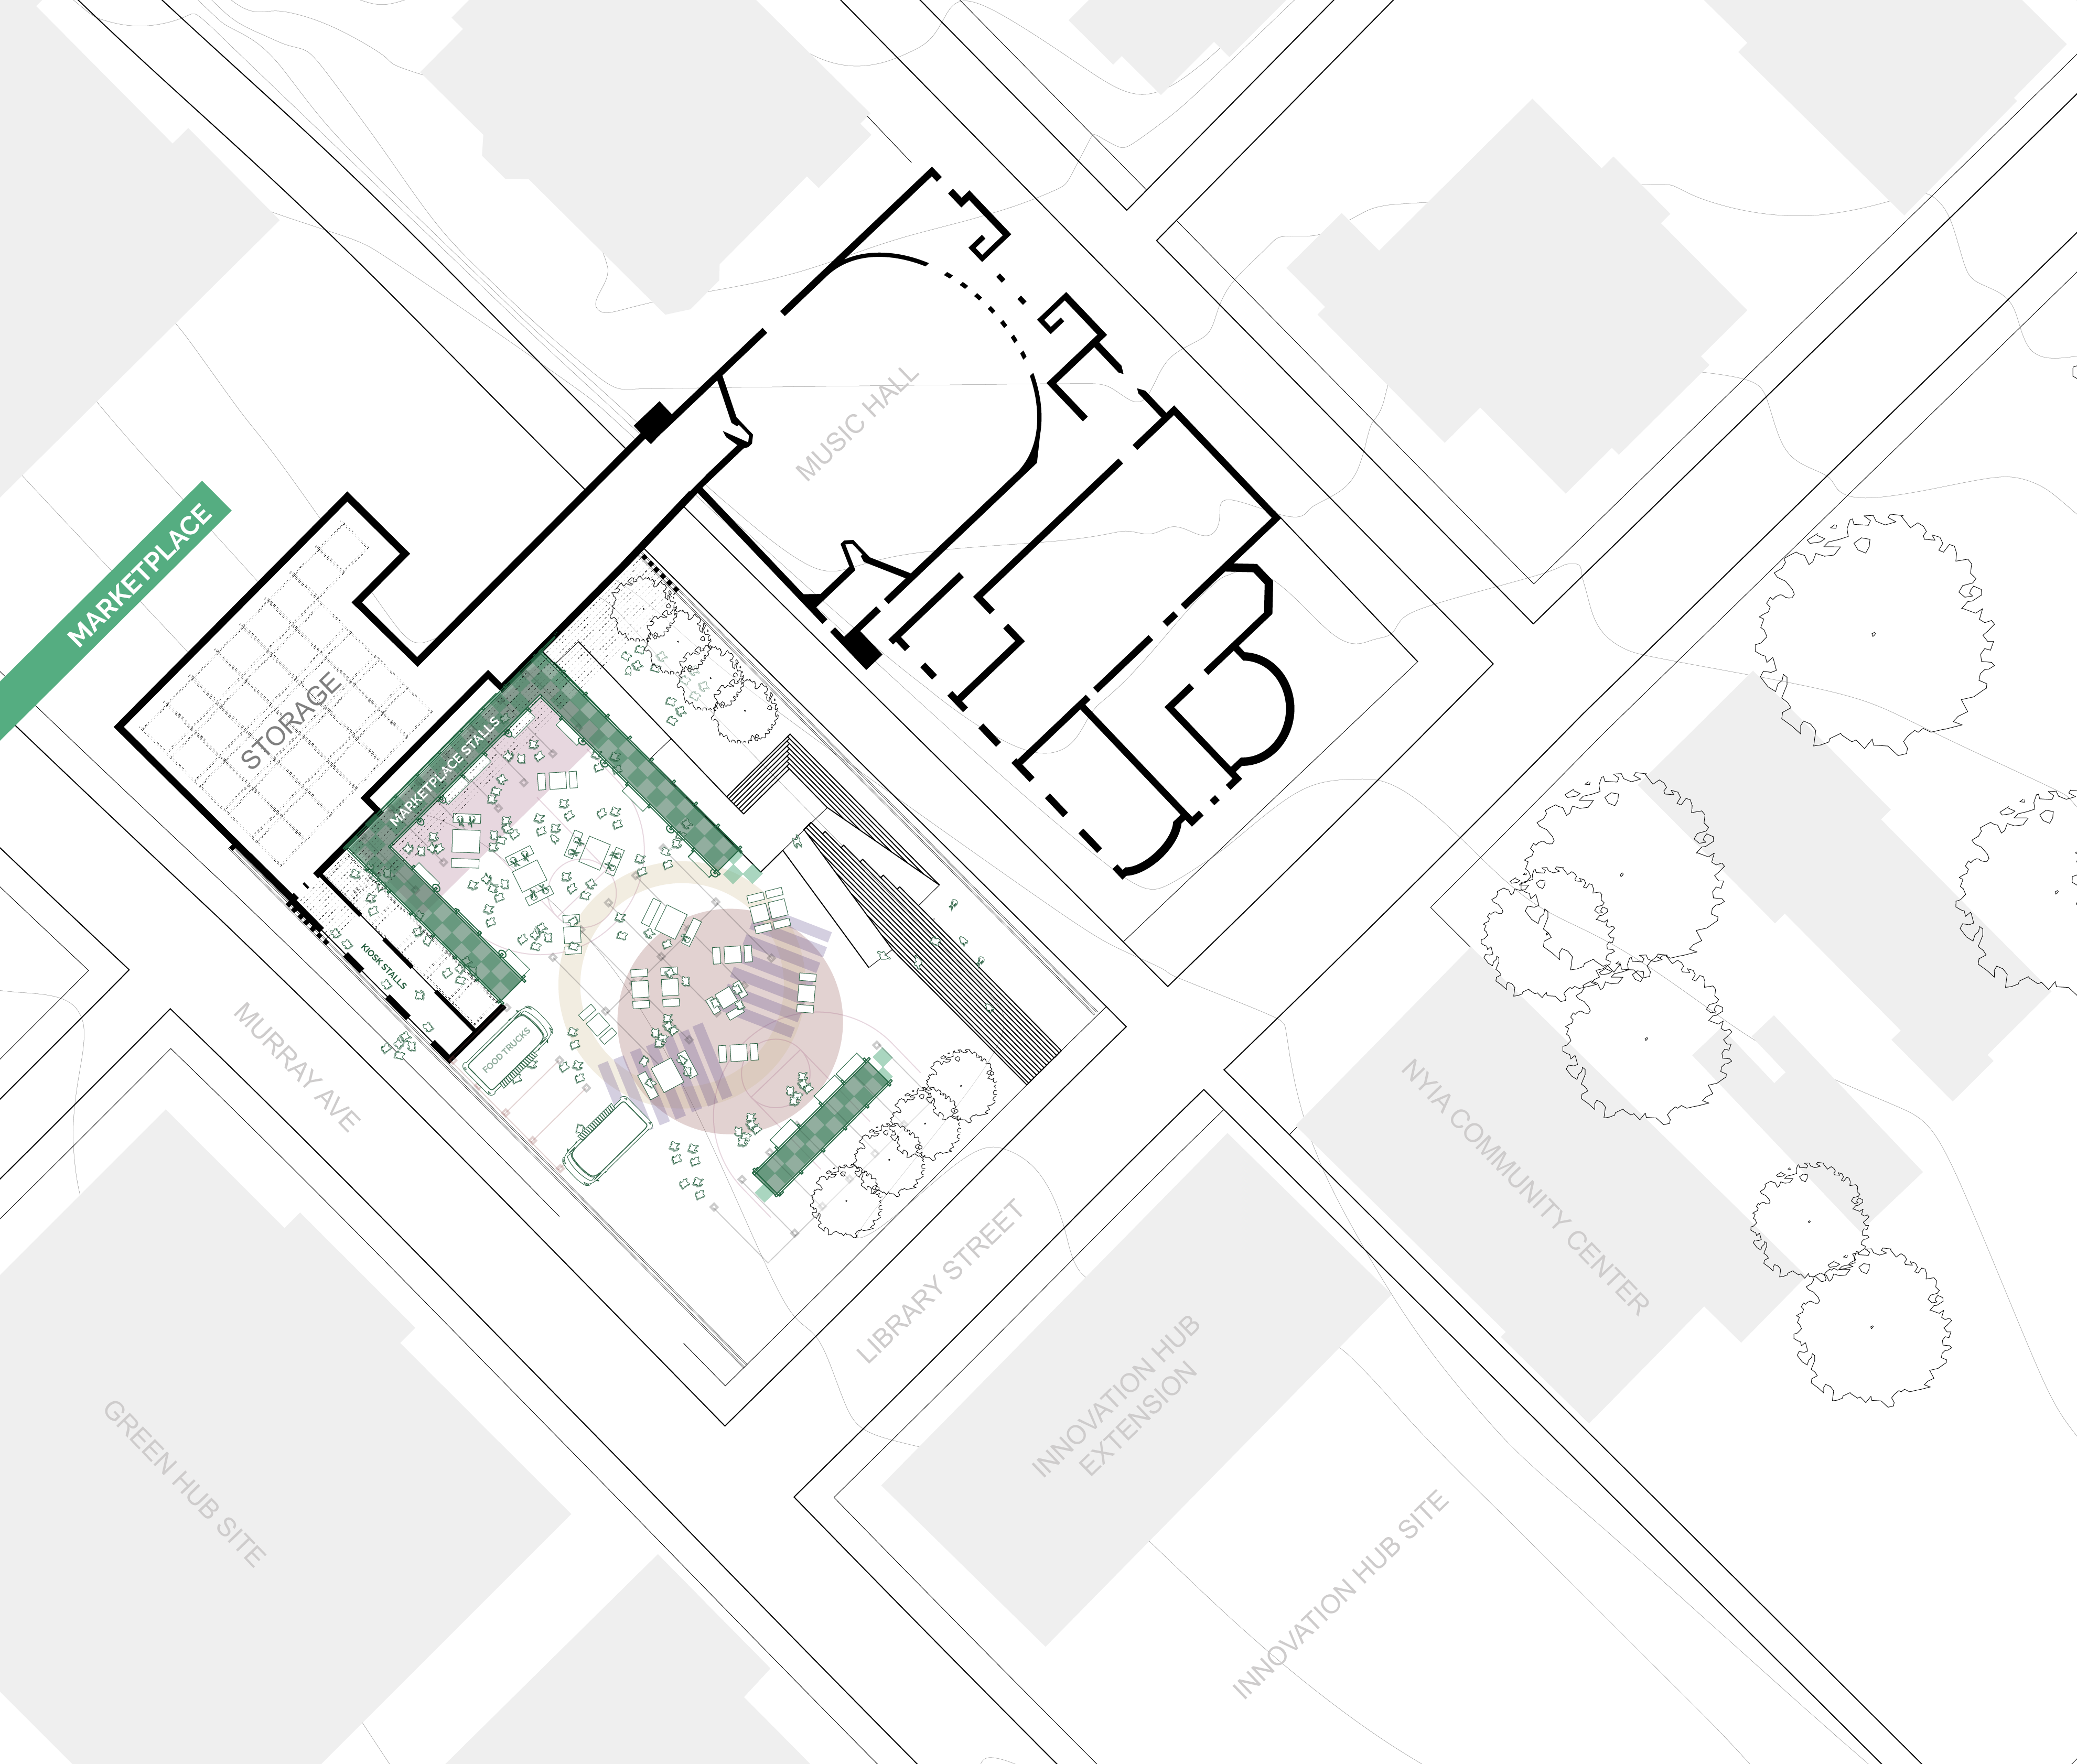 MUSIC HALL
MARKETPLACE
STORAGE
MARKETPLACE STALLS
KIOSK STALLS
FOOD TRUCKS
MURRAY AVE
LIBRARY STREET
NYIA COMMUNITY CENTER
INNOVATION HUB
EXTENSION
GREEN HUB SITE
INNOVATION HUB SITE